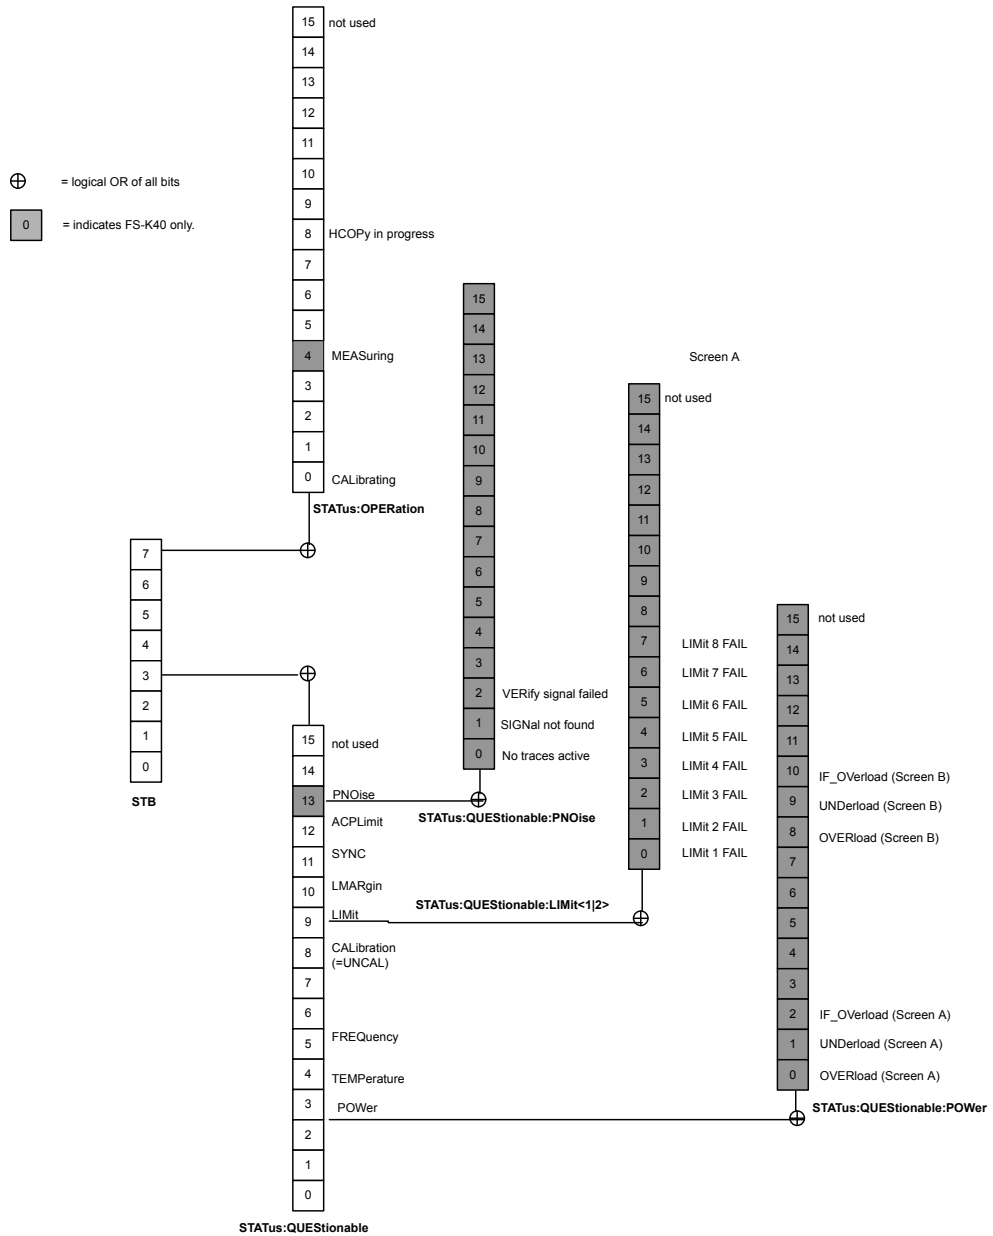 15 not used
14
13
12
11
10
9
8 HCOPy in progress
7
6
5
4 MEASuring
3
2
1
0 CALibrating
STATus:OPERation
= logical OR of all bits
0 = indicates FS-K40 only.
7
6
5
4
3
2
1
0
STB
15 not used
14
13 PNOise
12 ACPLimit
11 SYNC
10 LMARgin
9 LIMit
8 CALibration
(=UNCAL)
7
6
5 FREQuency
4 TEMPerature
3 POWer
2
1
0
STATus:QUEStionable
15
14
13
12
11
10
9
8
7
6
5
4
3
2 VERify signal failed
1 SIGNal not found
0 No traces active
STATus:QUEStionable:PNOise
Screen A
15 not used
14
13
12
11
10
9
8
7 LIMit 8 FAIL
6 LIMit 7 FAIL
5 LIMit 6 FAIL
4 LIMit 5 FAIL
3 LIMit 4 FAIL
2 LIMit 3 FAIL
1 LIMit 2 FAIL
0 LIMit 1 FAIL
STATus:QUEStionable:LIMit<1|2>
15 not used
14
13
12
11
10 IF_OVerload (Screen B)
9 UNDerload (Screen B)
8 OVERload (Screen B)
7
6
5
4
3
2 IF_OVerload (Screen A)
1 UNDerload (Screen A)
0 OVERload (Screen A)
STATus:QUEStionable:POWer